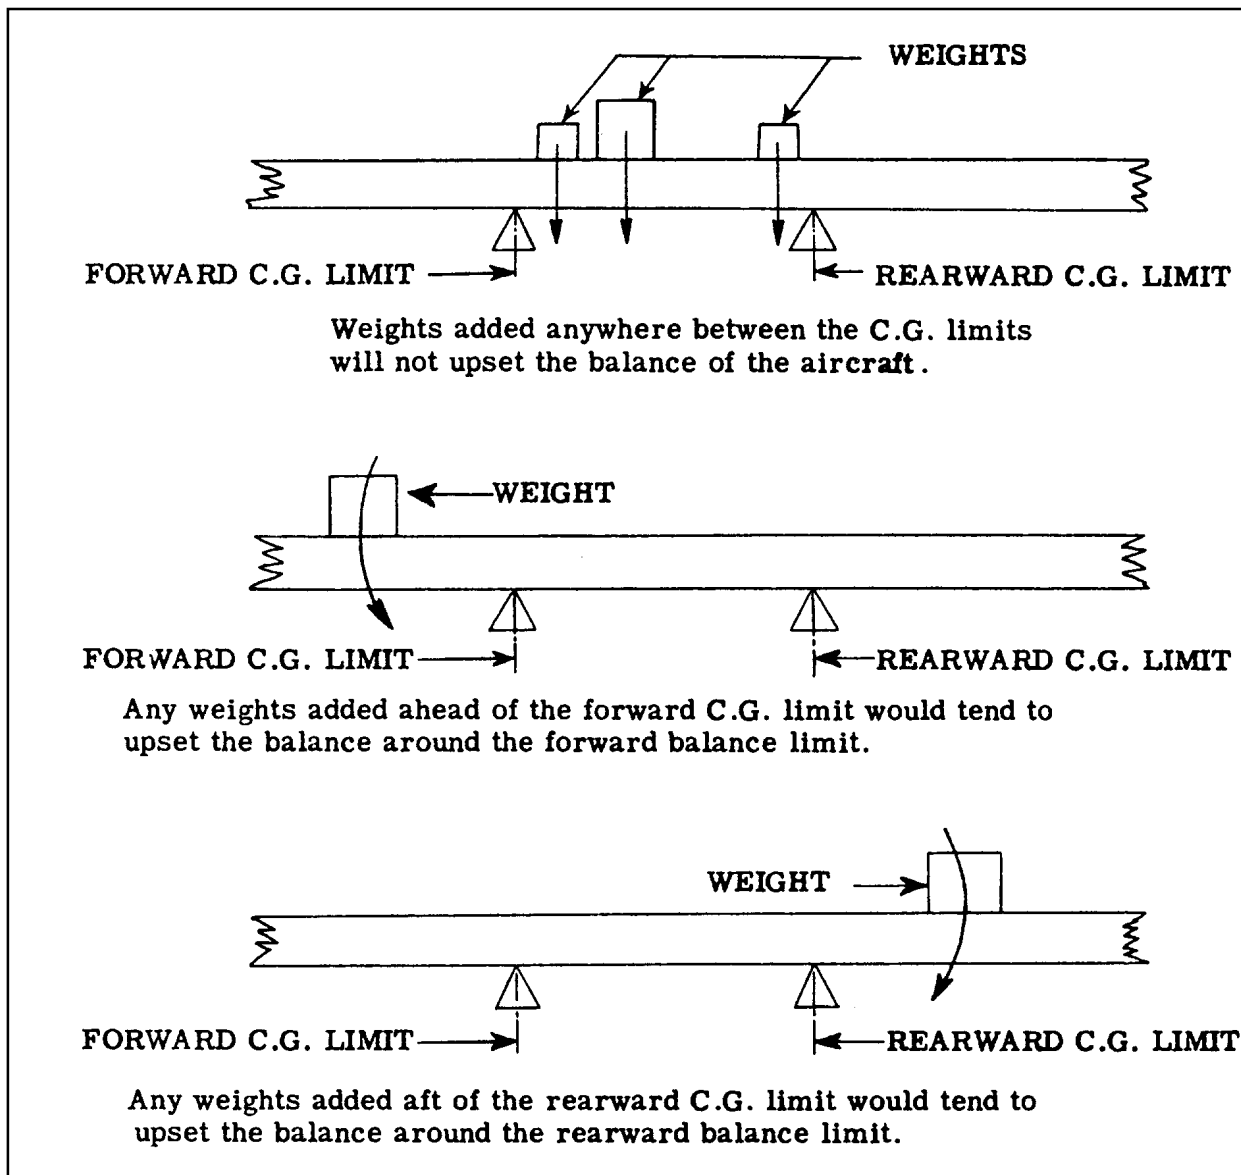 WEIGHTS
FORWARD C.G. LIMIT
REARWARD C.G. LIMIT
Weights added anywhere between the C.G. limits
will not upset the balance of the aircraft.
WEIGHT
FORWARD C.G. LIMIT
REARWARD C.G. LIMIT
Any weights added ahead of the forward C.G. limit would tend to
upset the balance around the forward balance limit.
WEIGHT
FORWARD C.G. LIMIT
REARWARD C.G. LIMIT
Any weights added aft of the rearward C.G. limit would tend to
upset the balance around the rearward balance limit.